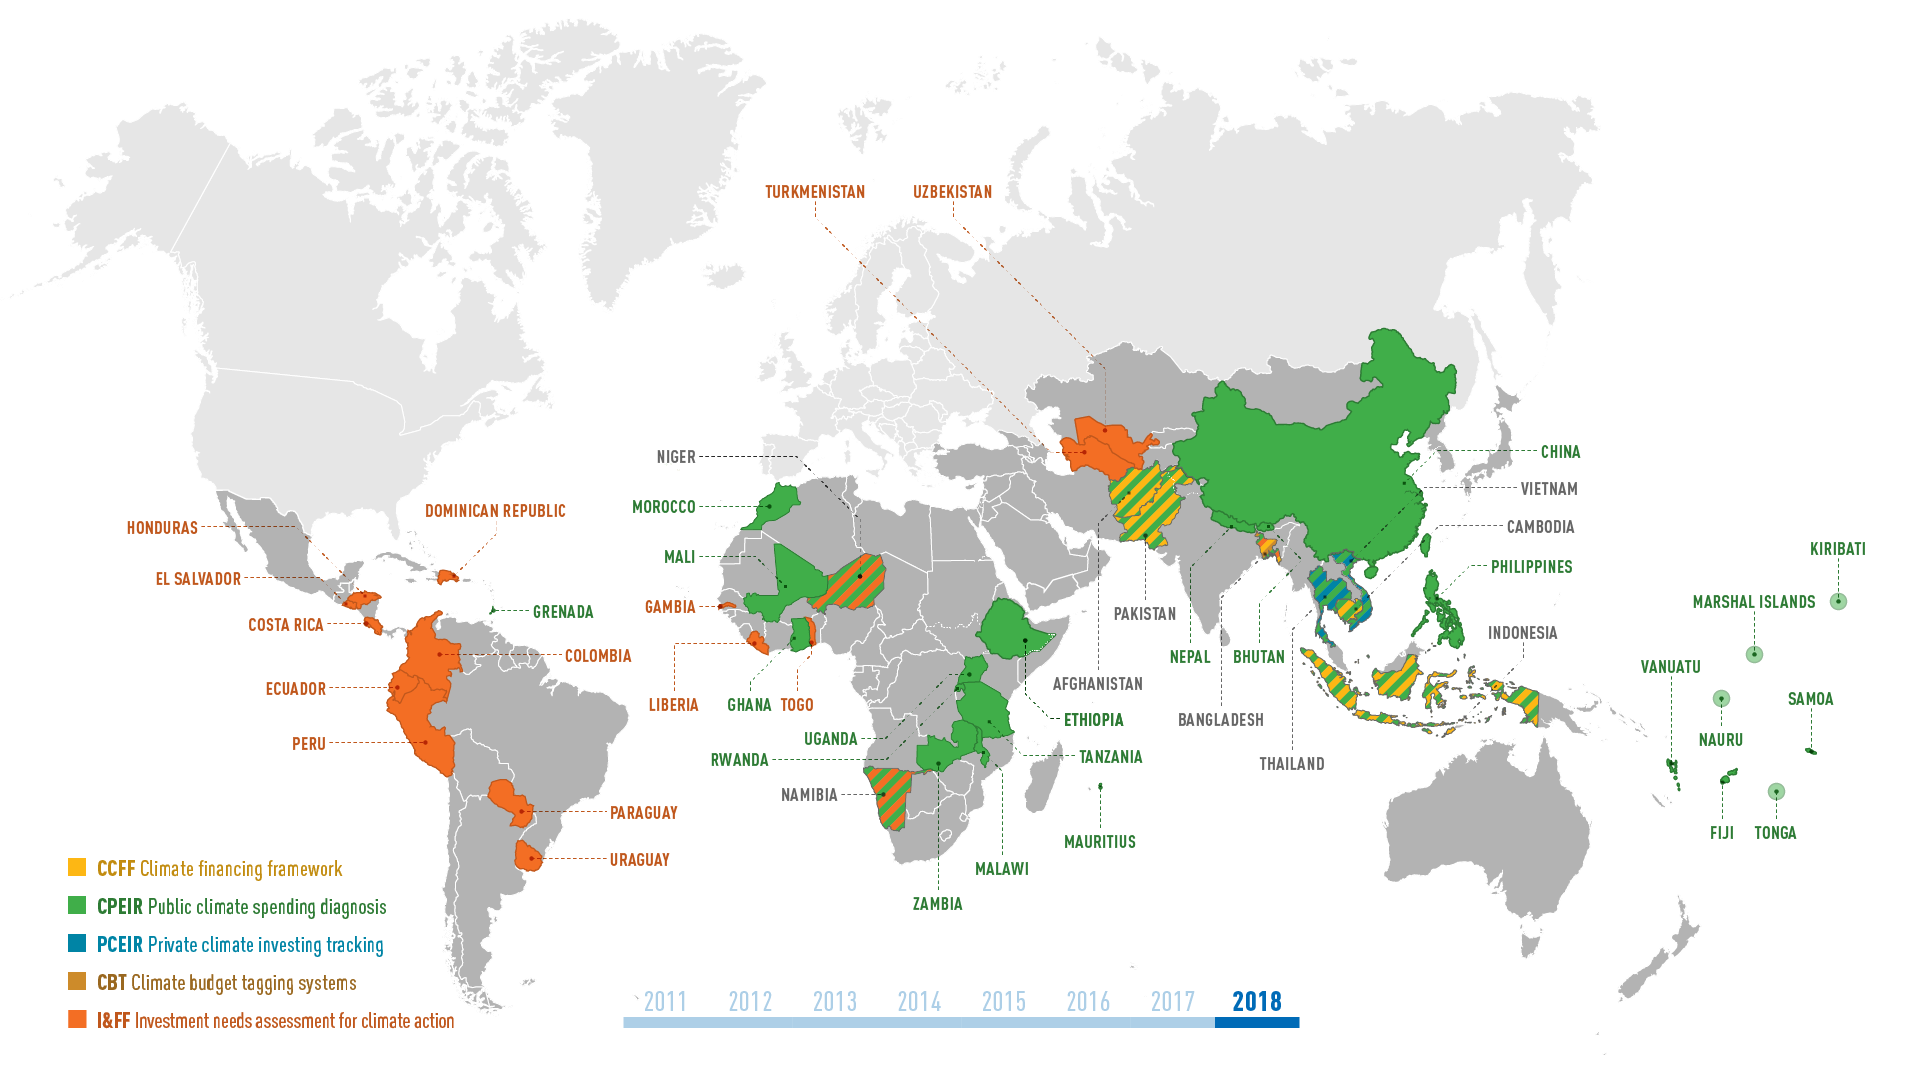 TURKMENISTAN
UZBEKISTAN
NIGER
CHINA
VIETNAM
MOROCCO
DOMINICAN REPUBLIC
HONDURAS
CAMBODIA
KIRIBATI
MALI
PHILIPPINES
EL SALVADOR
GAMBIA
GRENADA
PAKISTAN
MARSHAL ISLANDS
COSTA RICA
INDONESIA
COLOMBIA
NEPAL
BHUTAN
VANUATU
ECUADOR
AFGHANISTAN
SAMOA
LIBERIA
GHANA
TOGO
BANGLADESH
ETHIOPIA
PERU
UGANDA
NAURU
RWANDA
TANZANIA
THAILAND
NAMIBIA
PARAGUAY
MAURITIUS
FIJI
TONGA
URAGUAY
MALAWI
ZAMBIA
CCFF Climate financing framework
CPEIR Public climate spending diagnosis
PCEIR Private climate investing tracking
CBT Climate budget tagging systems
I&FF Investment needs assessment for climate action
2011 2012 2013 2014 2015 2016 2017 2018